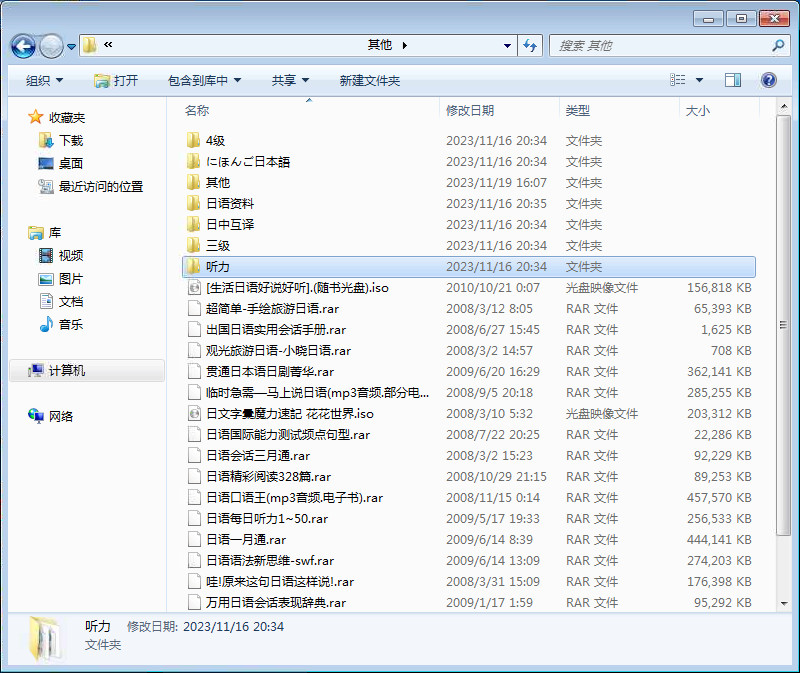 « 其他
搜索 其他
组织 打开 包含到库中 共享 新建文件夹
收藏夹
下载
桌面
最近访问的位置
库
视频
图片
文档
音乐
计算机
网络
名称 修改日期 类型 大小
4级 2023/11/16 20:34 文件夹
にほんご日本語 2023/11/16 20:34 文件夹
其他 2023/11/19 16:07 文件夹
日语资料 2023/11/16 20:35 文件夹
日中互译 2023/11/16 20:34 文件夹
三级 2023/11/16 20:34 文件夹
听力 2023/11/16 20:34 文件夹
[生活日语好说好听].(随书光盘).iso 2010/10/21 0:07 光盘映像文件 156,818 KB
超简单-手绘旅游日语.rar 2008/3/12 8:05 RAR 文件 65,393 KB
出国日语实用会话手册.rar 2008/6/27 15:45 RAR 文件 1,625 KB
观光旅游日语-小晓日语.rar 2008/3/2 14:57 RAR 文件 708 KB
贯通日本语日剧菁华.rar 2009/6/20 16:29 RAR 文件 362,141 KB
临时急需—马上说日语(mp3音频.部分电... 2008/9/5 20:18 RAR 文件 285,255 KB
日文字彙魔力速記 花花世界.iso 2008/3/10 5:32 光盘映像文件 203,312 KB
日语国际能力测试频点句型.rar 2008/7/22 20:25 RAR 文件 22,286 KB
日语会话三月通.rar 2008/3/2 15:23 RAR 文件 92,229 KB
日语精彩阅读328篇.rar 2008/10/29 21:15 RAR 文件 89,253 KB
日语口语王(mp3音频.电子书).rar 2008/11/15 0:14 RAR 文件 457,570 KB
日语每日听力1~50.rar 2009/5/17 19:33 RAR 文件 256,533 KB
日语一月通.rar 2009/6/14 8:39 RAR 文件 444,141 KB
日语语法新思维-swf.rar 2009/6/14 13:09 RAR 文件 274,203 KB
哇!原来这句日语这样说!.rar 2008/3/31 15:09 RAR 文件 176,398 KB
万用日语会话表现辞典.rar 2009/1/17 1:59 RAR 文件 95,292 KB
听力 修改日期: 2023/11/16 20:34
文件夹